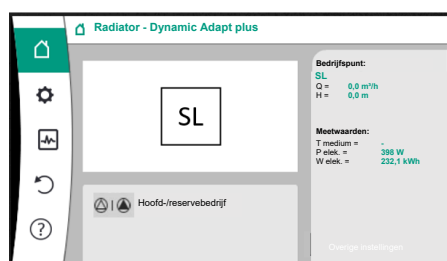 Radiator - Dynamic Adapt plus
SL
Hoofd-/reservebedrijf
Bedrijfspunt:
SL
Q = 0,0 m³/h
H = 0,0 m
Meetwaarden:
T medium = -
P elek. = 398 W
W elek. = 232,1 kWh
Overige instellingen
?